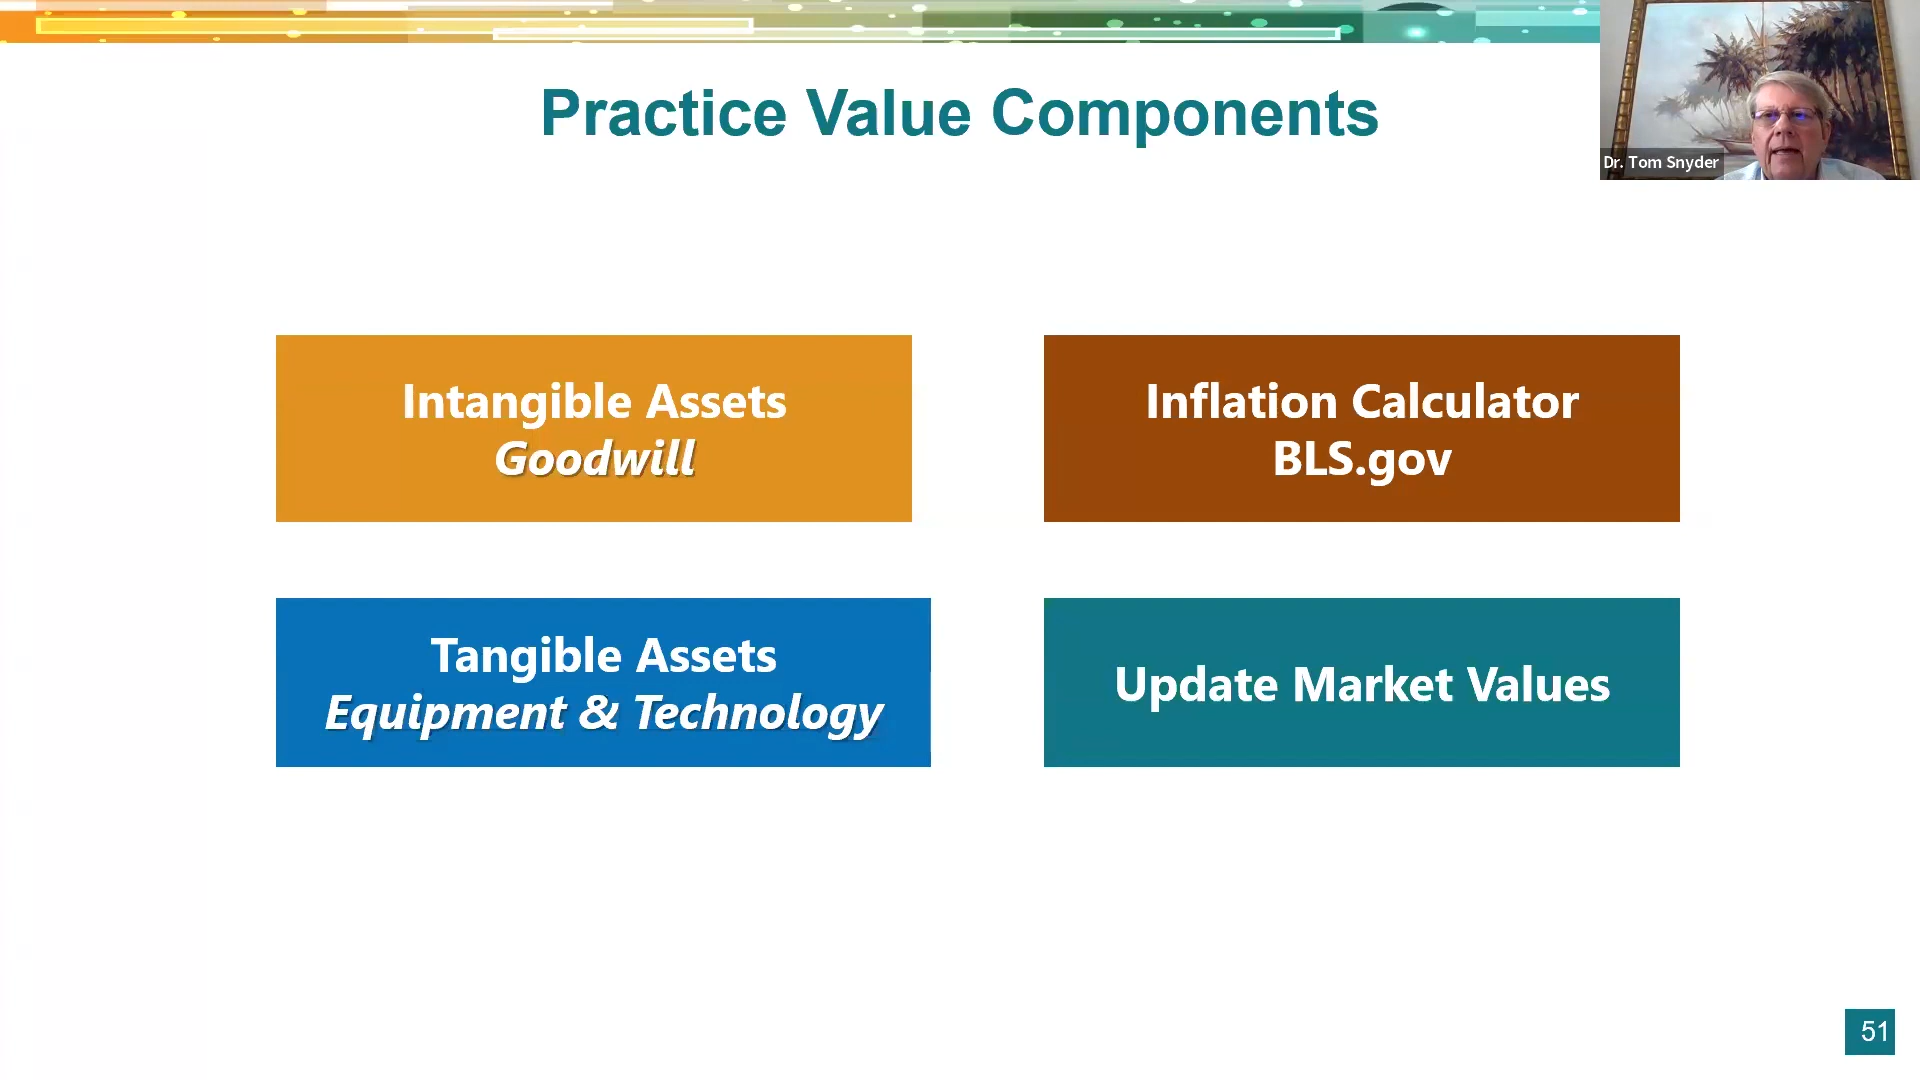 Practice Value Components
Dr. Tom Snyder
Intangible Assets
Goodwill
Inflation Calculator
BLS.gov
Tangible Assets
Equipment & Technology
Update Market Values
51